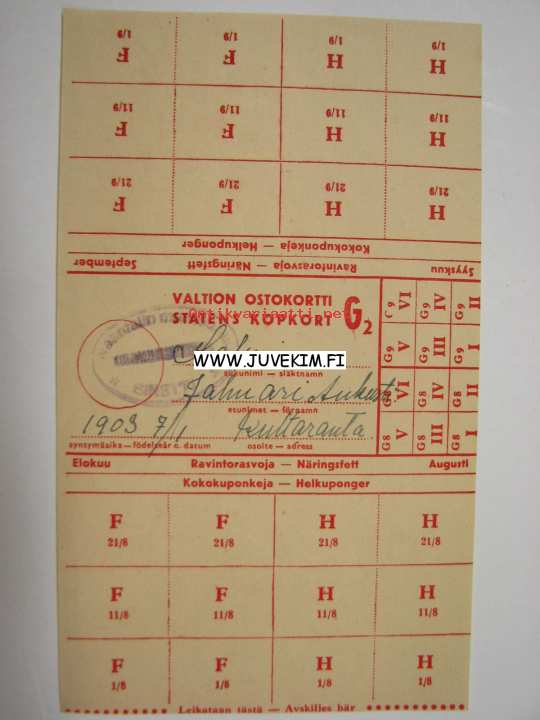 1/9 1/9 1/9 1/9
F F H H
11/9 11/9 11/9 11/9
F F H H
21/9 21/9 21/9 21/9
F F H H
Kokokuponkeja — Helkuponger
Syyskuu Ravintorasvoja — Näringsfett September
VALTION OSTOKORTTI
STATENS KÖPKORT G2
Antikvariaatti.net
WWW.JUVEKIM.FI
sukunimi — släktnamn
Jalmari
etunimet — förnamn
1903 7/1
syntymäaika — födelseår o. datum osoite — adress
G9 VI G9 IV G9 II
G9 V G9 III G9 I
G8 VI G8 IV G8 II
G8 V G8 III G8 I
Elokuu Ravintorasvoja — Näringsfett Augusti
Kokokuponkeja — Helkuponger
F F H H
21/8 21/8 21/8 21/8
F F H H
11/8 11/8 11/8 11/8
F F H H
1/8 1/8 1/8 1/8
Leikataan tästä — Avskilles här